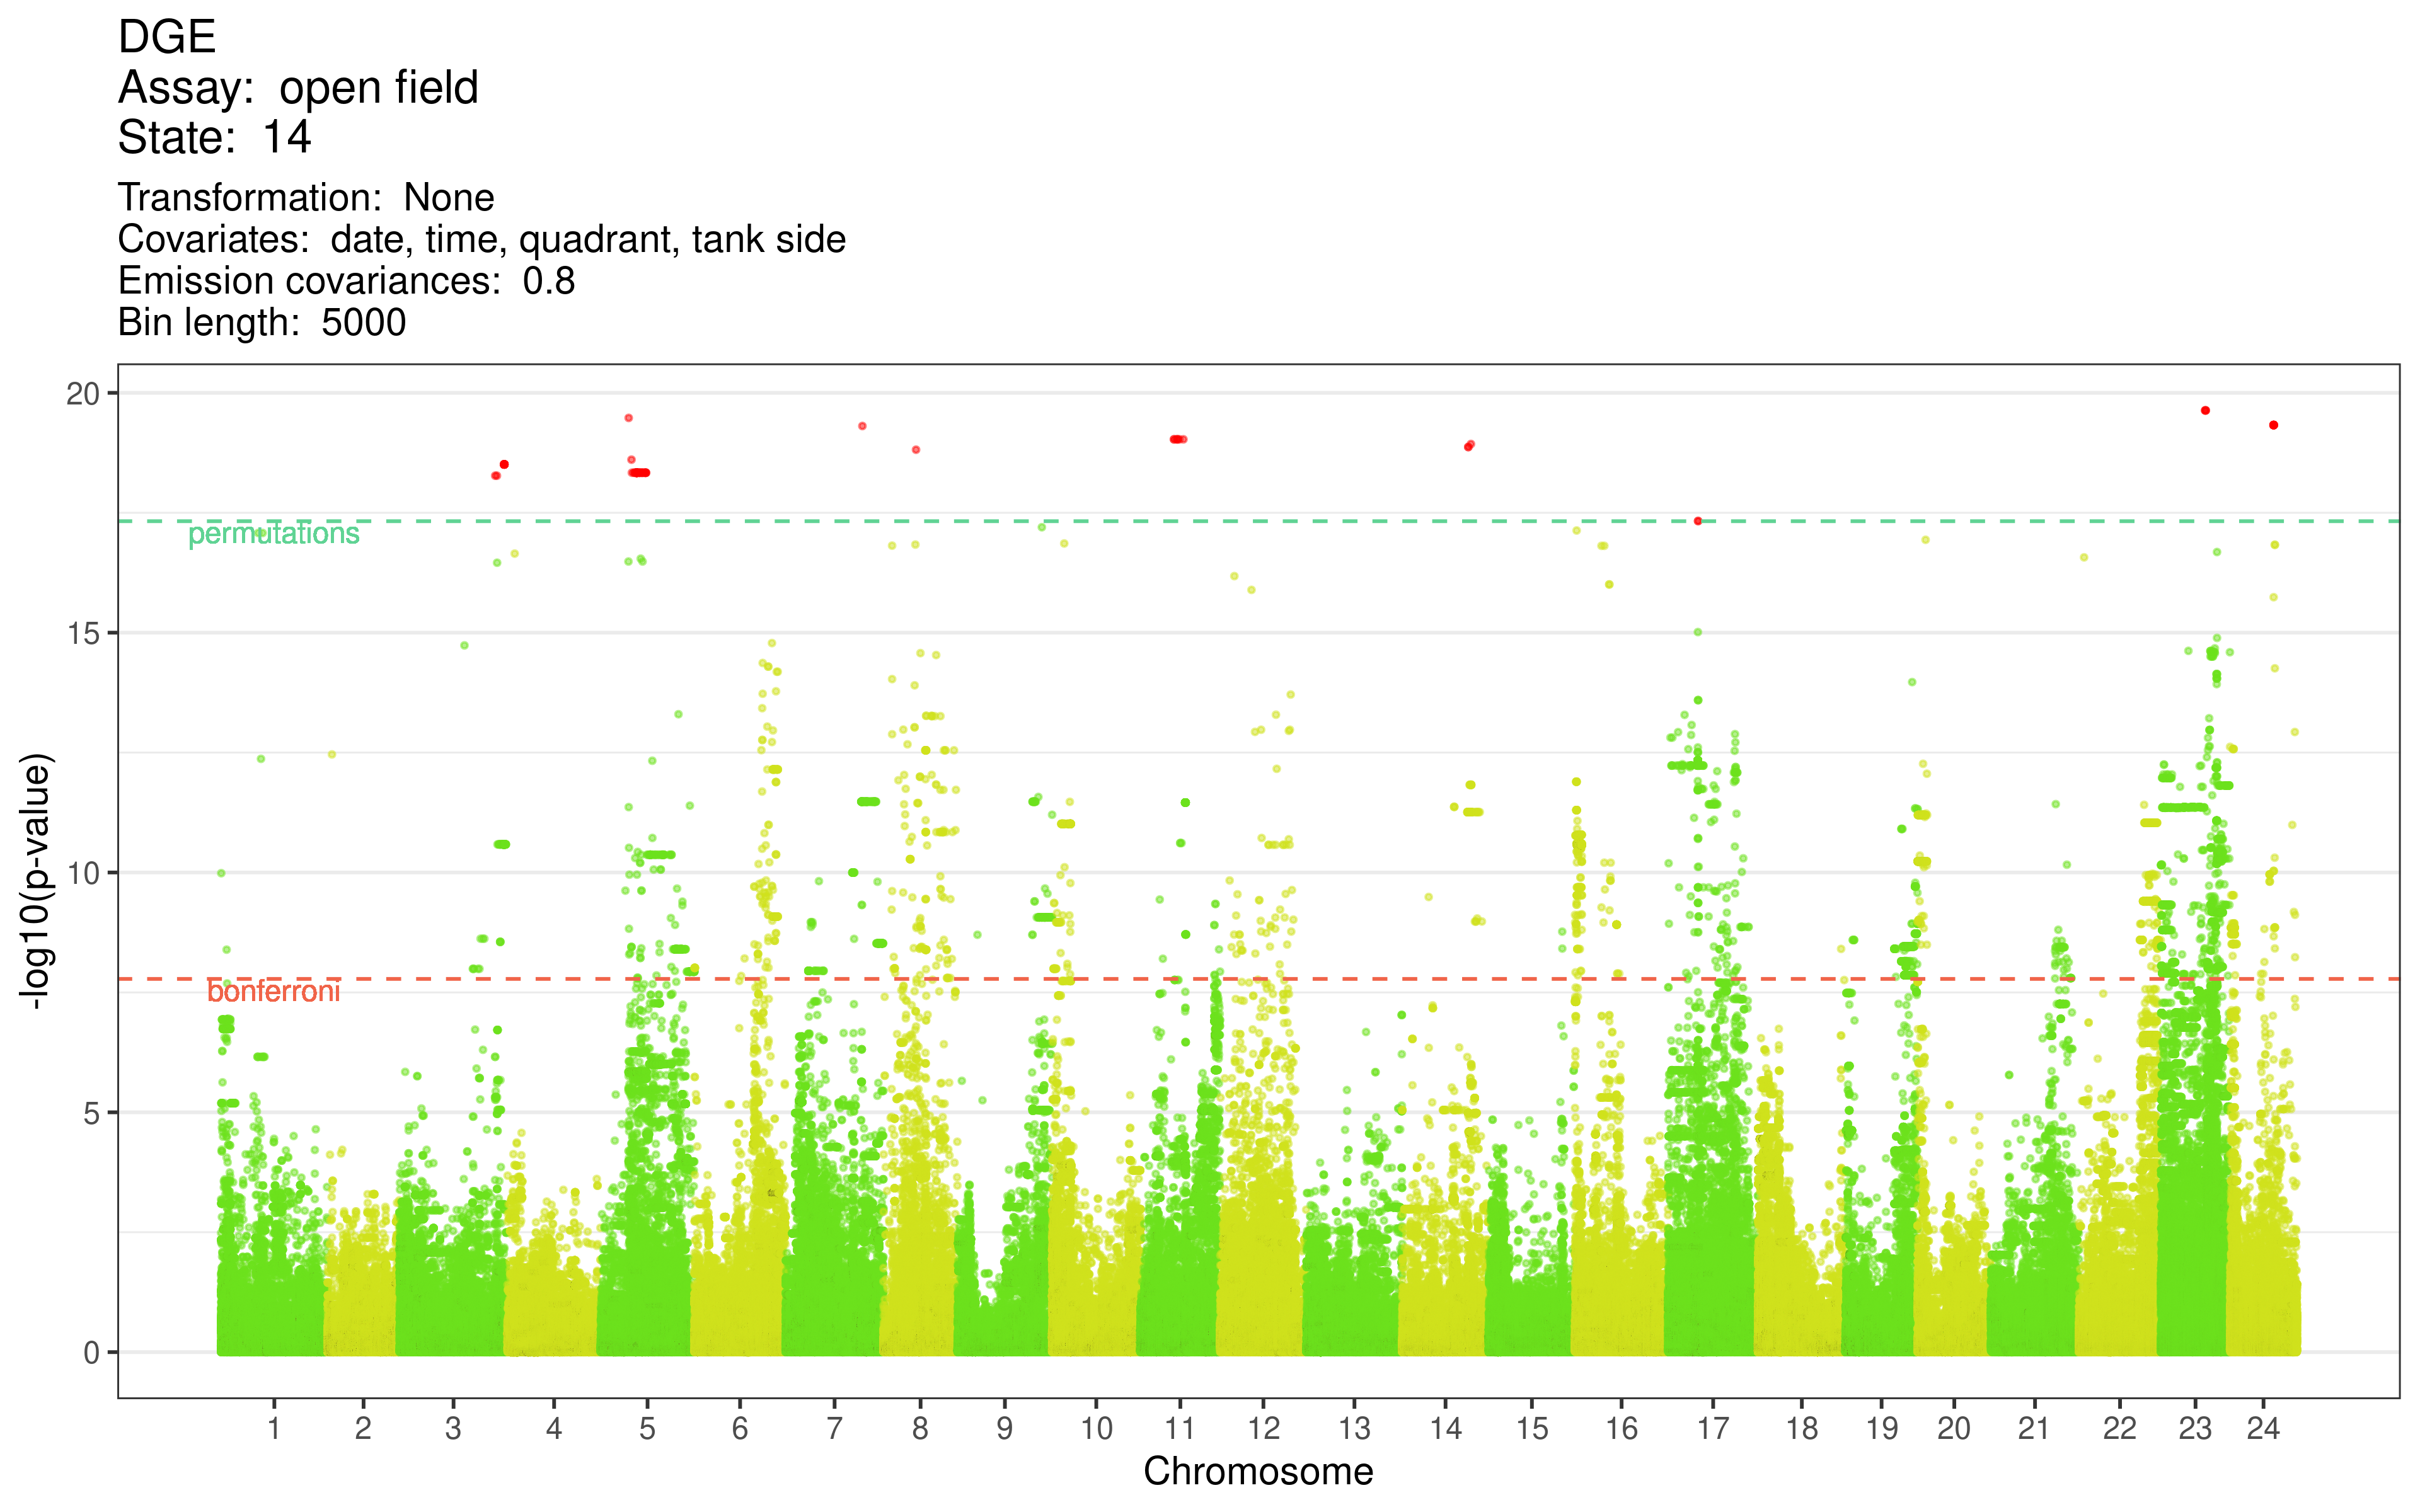 DGE
Assay:  open field
State:  14
Transformation:  None
Covariates:  date, time, quadrant, tank side
Emission covariances:  0.8
Bin length:  5000
20
permutations
15
10
bonferroni
5
0
-log10(p-value)
1 2 3 4 5 6 7 8 9 10 11 12 13 14 15 16 17 18 19 20 21 22 23 24
Chromosome